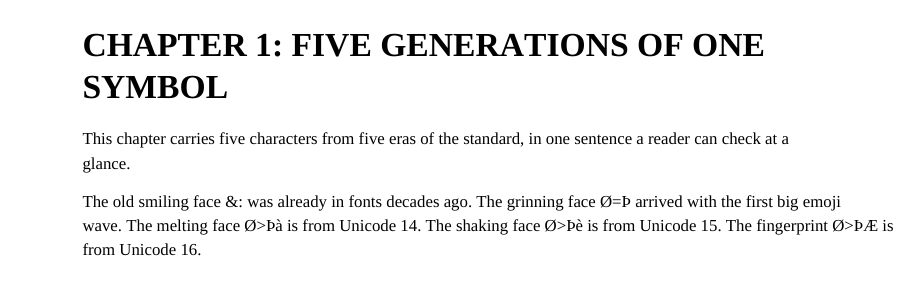 CHAPTER 1: FIVE GENERATIONS OF ONE
SYMBOL
This chapter carries five characters from five eras of the standard, in one sentence a reader can check at a
glance.
The old smiling face &: was already in fonts decades ago. The grinning face Ø=Þ arrived with the first big emoji
wave. The melting face Ø>Þà is from Unicode 14. The shaking face Ø>Þè is from Unicode 15. The fingerprint Ø>ÞÆ is
from Unicode 16.